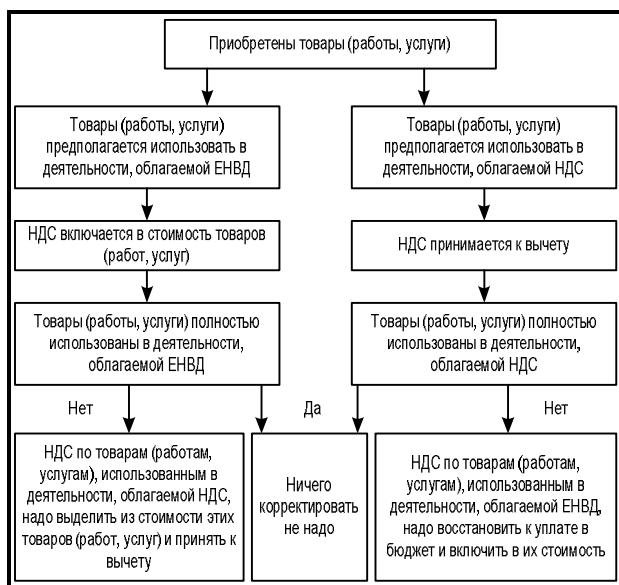 Приобретены товары (работы, услуги)
Товары (работы, услуги)
предполагается использовать в
деятельности, облагаемой ЕНВД
Товары (работы, услуги)
предполагается использовать в
деятельности, облагаемой НДС
НДС включается в стоимость товаров
(работ, услуг)
НДС принимается к вычету
Товары (работы, услуги) полностью
использованы в деятельности,
облагаемой ЕНВД
Товары (работы, услуги) полностью
использованы в деятельности,
облагаемой НДС
Нет
Да
Нет
НДС по товарам (работам,
услугам), использованным в
деятельности, облагаемой НДС,
надо выделить из стоимости этих
товаров (работ, услуг) и принять к
вычету
Ничего
корректировать
не надо
НДС по товарам (работам,
услугам), использованным в
деятельности, облагаемой ЕНВД,
надо восстановить к уплате в
бюджет и включить в их стоимость